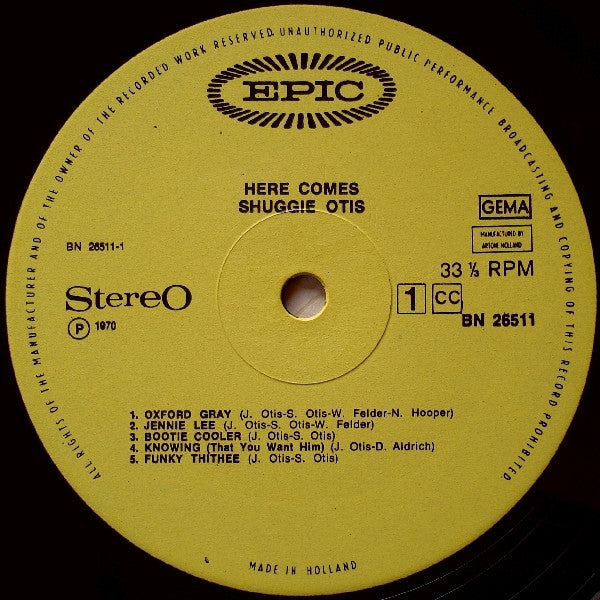 ALL RIGHTS OF THE MANUFACTURER AND OF THE OWNER OF THE RECORDED WORK RESERVED. UNAUTHORIZED PUBLIC PERFORMANCE BROADCASTING AND COPYING OF THIS RECORD PROHIBITED.
EPIC
HERE COMES
SHUGGIE OTIS
GEMA
MANUFACTURED BY
ARTONE HOLLAND
BN 26511-1
33 ⅓ RPM
StereO
1 CC
BN 26511
Ⓟ 1970
1. OXFORD GRAY (J. Otis-S. Otis-W. Felder-N. Hooper)
2. JENNIE LEE (J. Otis-S. Otis-W. Felder)
3. BOOTIE COOLER (J. Otis-S. Otis)
4. KNOWING (That You Want Him) (J. Otis-D. Aldrich)
5. FUNKY THITHEE (J. Otis-S. Otis)
MADE IN HOLLAND